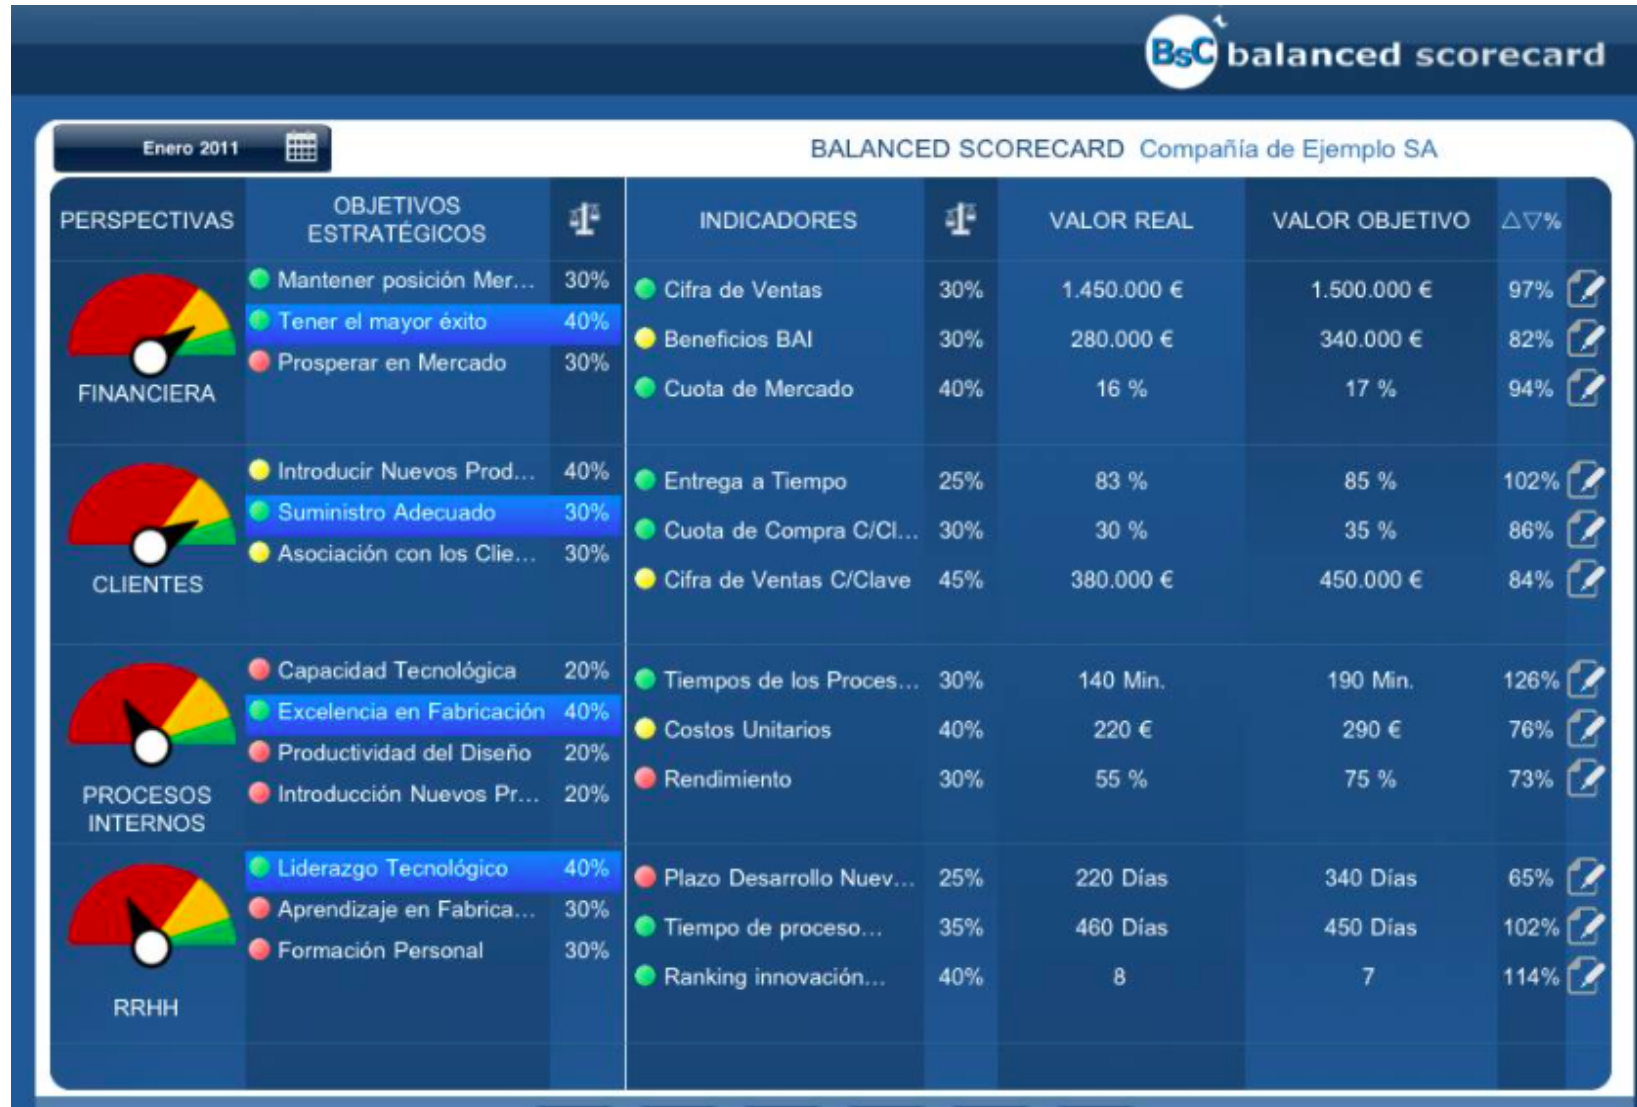 BsC balanced scorecard
Enero 2011
BALANCED SCORECARD Compañía de Ejemplo SA
PERSPECTIVAS
OBJETIVOS
ESTRATÉGICOS
INDICADORES
VALOR REAL
VALOR OBJETIVO
△▽%
FINANCIERA
Mantener posición Mer... 30%
Tener el mayor éxito 40%
Prosperar en Mercado 30%
Cifra de Ventas 30% 1.450.000 € 1.500.000 € 97%
Beneficios BAI 30% 280.000 € 340.000 € 82%
Cuota de Mercado 40% 16 % 17 % 94%
CLIENTES
Introducir Nuevos Prod... 40%
Suministro Adecuado 30%
Asociación con los Clie... 30%
Entrega a Tiempo 25% 83 % 85 % 102%
Cuota de Compra C/Cl... 30% 30 % 35 % 86%
Cifra de Ventas C/Clave 45% 380.000 € 450.000 € 84%
PROCESOS
INTERNOS
Capacidad Tecnológica 20%
Excelencia en Fabricación 40%
Productividad del Diseño 20%
Introducción Nuevos Pr... 20%
Tiempos de los Proces... 30% 140 Min. 190 Min. 126%
Costos Unitarios 40% 220 € 290 € 76%
Rendimiento 30% 55 % 75 % 73%
RRHH
Liderazgo Tecnológico 40%
Aprendizaje en Fabrica... 30%
Formación Personal 30%
Plazo Desarrollo Nuev... 25% 220 Días 340 Días 65%
Tiempo de proceso... 35% 460 Días 450 Días 102%
Ranking innovación... 40% 8 7 114%